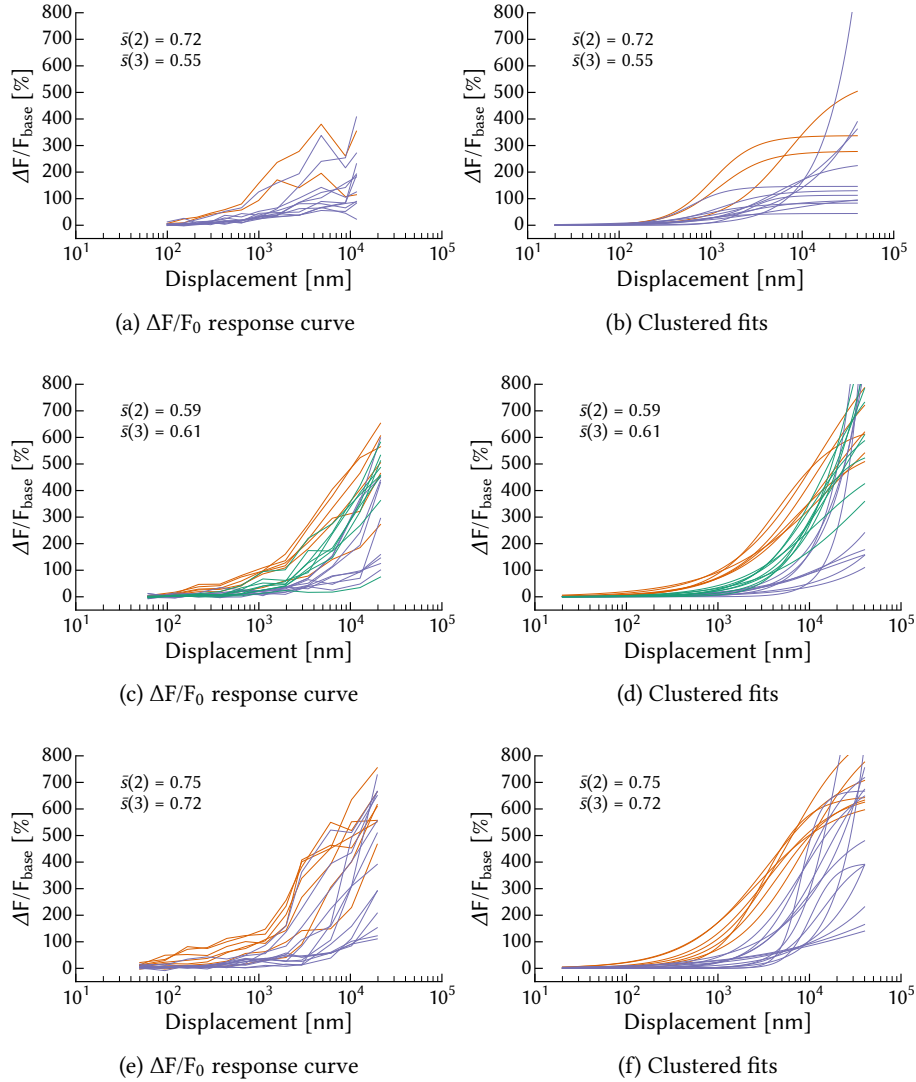 800
700
600
500
400
300
200
100
0
ΔF/F_base [%]
s̄(2) = 0.72
s̄(3) = 0.55
10^1 10^2 10^3 10^4 10^5
Displacement [nm]
(a) ΔF/F_0 response curve
800
700
600
500
400
300
200
100
0
ΔF/F_base [%]
s̄(2) = 0.72
s̄(3) = 0.55
10^1 10^2 10^3 10^4 10^5
Displacement [nm]
(b) Clustered fits
800
700
600
500
400
300
200
100
0
ΔF/F_base [%]
s̄(2) = 0.59
s̄(3) = 0.61
10^1 10^2 10^3 10^4 10^5
Displacement [nm]
(c) ΔF/F_0 response curve
800
700
600
500
400
300
200
100
0
ΔF/F_base [%]
s̄(2) = 0.59
s̄(3) = 0.61
10^1 10^2 10^3 10^4 10^5
Displacement [nm]
(d) Clustered fits
800
700
600
500
400
300
200
100
0
ΔF/F_base [%]
s̄(2) = 0.75
s̄(3) = 0.72
10^1 10^2 10^3 10^4 10^5
Displacement [nm]
(e) ΔF/F_0 response curve
800
700
600
500
400
300
200
100
0
ΔF/F_base [%]
s̄(2) = 0.75
s̄(3) = 0.72
10^1 10^2 10^3 10^4 10^5
Displacement [nm]
(f) Clustered fits